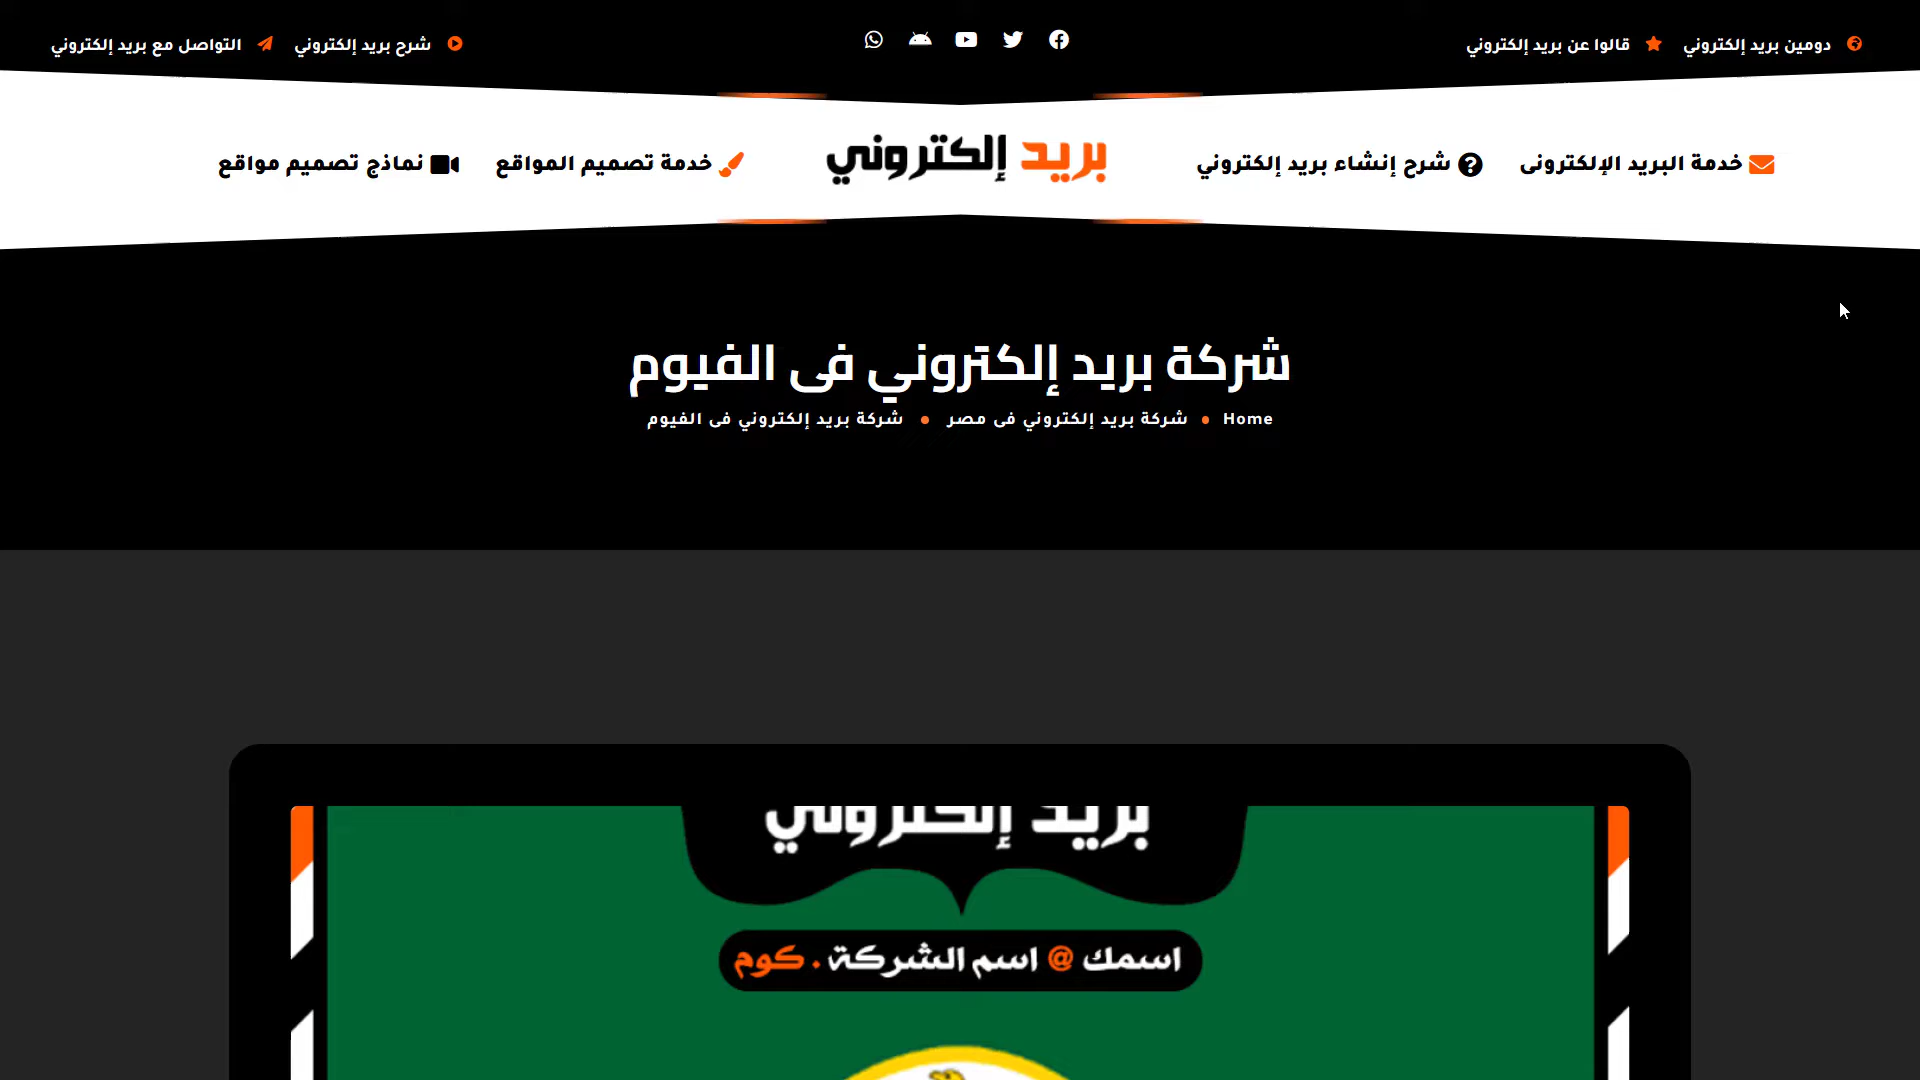 دومين بريد إلكتروني
قالوا عن بريد إلكتروني
شرح بريد إلكتروني
التواصل مع بريد إلكتروني
خدمة البريد الإلكترونى
شرح إنشاء بريد إلكتروني
بريد إلكتروني
خدمة تصميم المواقع
نماذج تصميم مواقع
شركة بريد إلكتروني فى الفيوم
Home • شركة بريد إلكتروني فى مصر • شركة بريد إلكتروني فى الفيوم
بريد إلكتروني
اسمك @ اسم الشركة . كوم